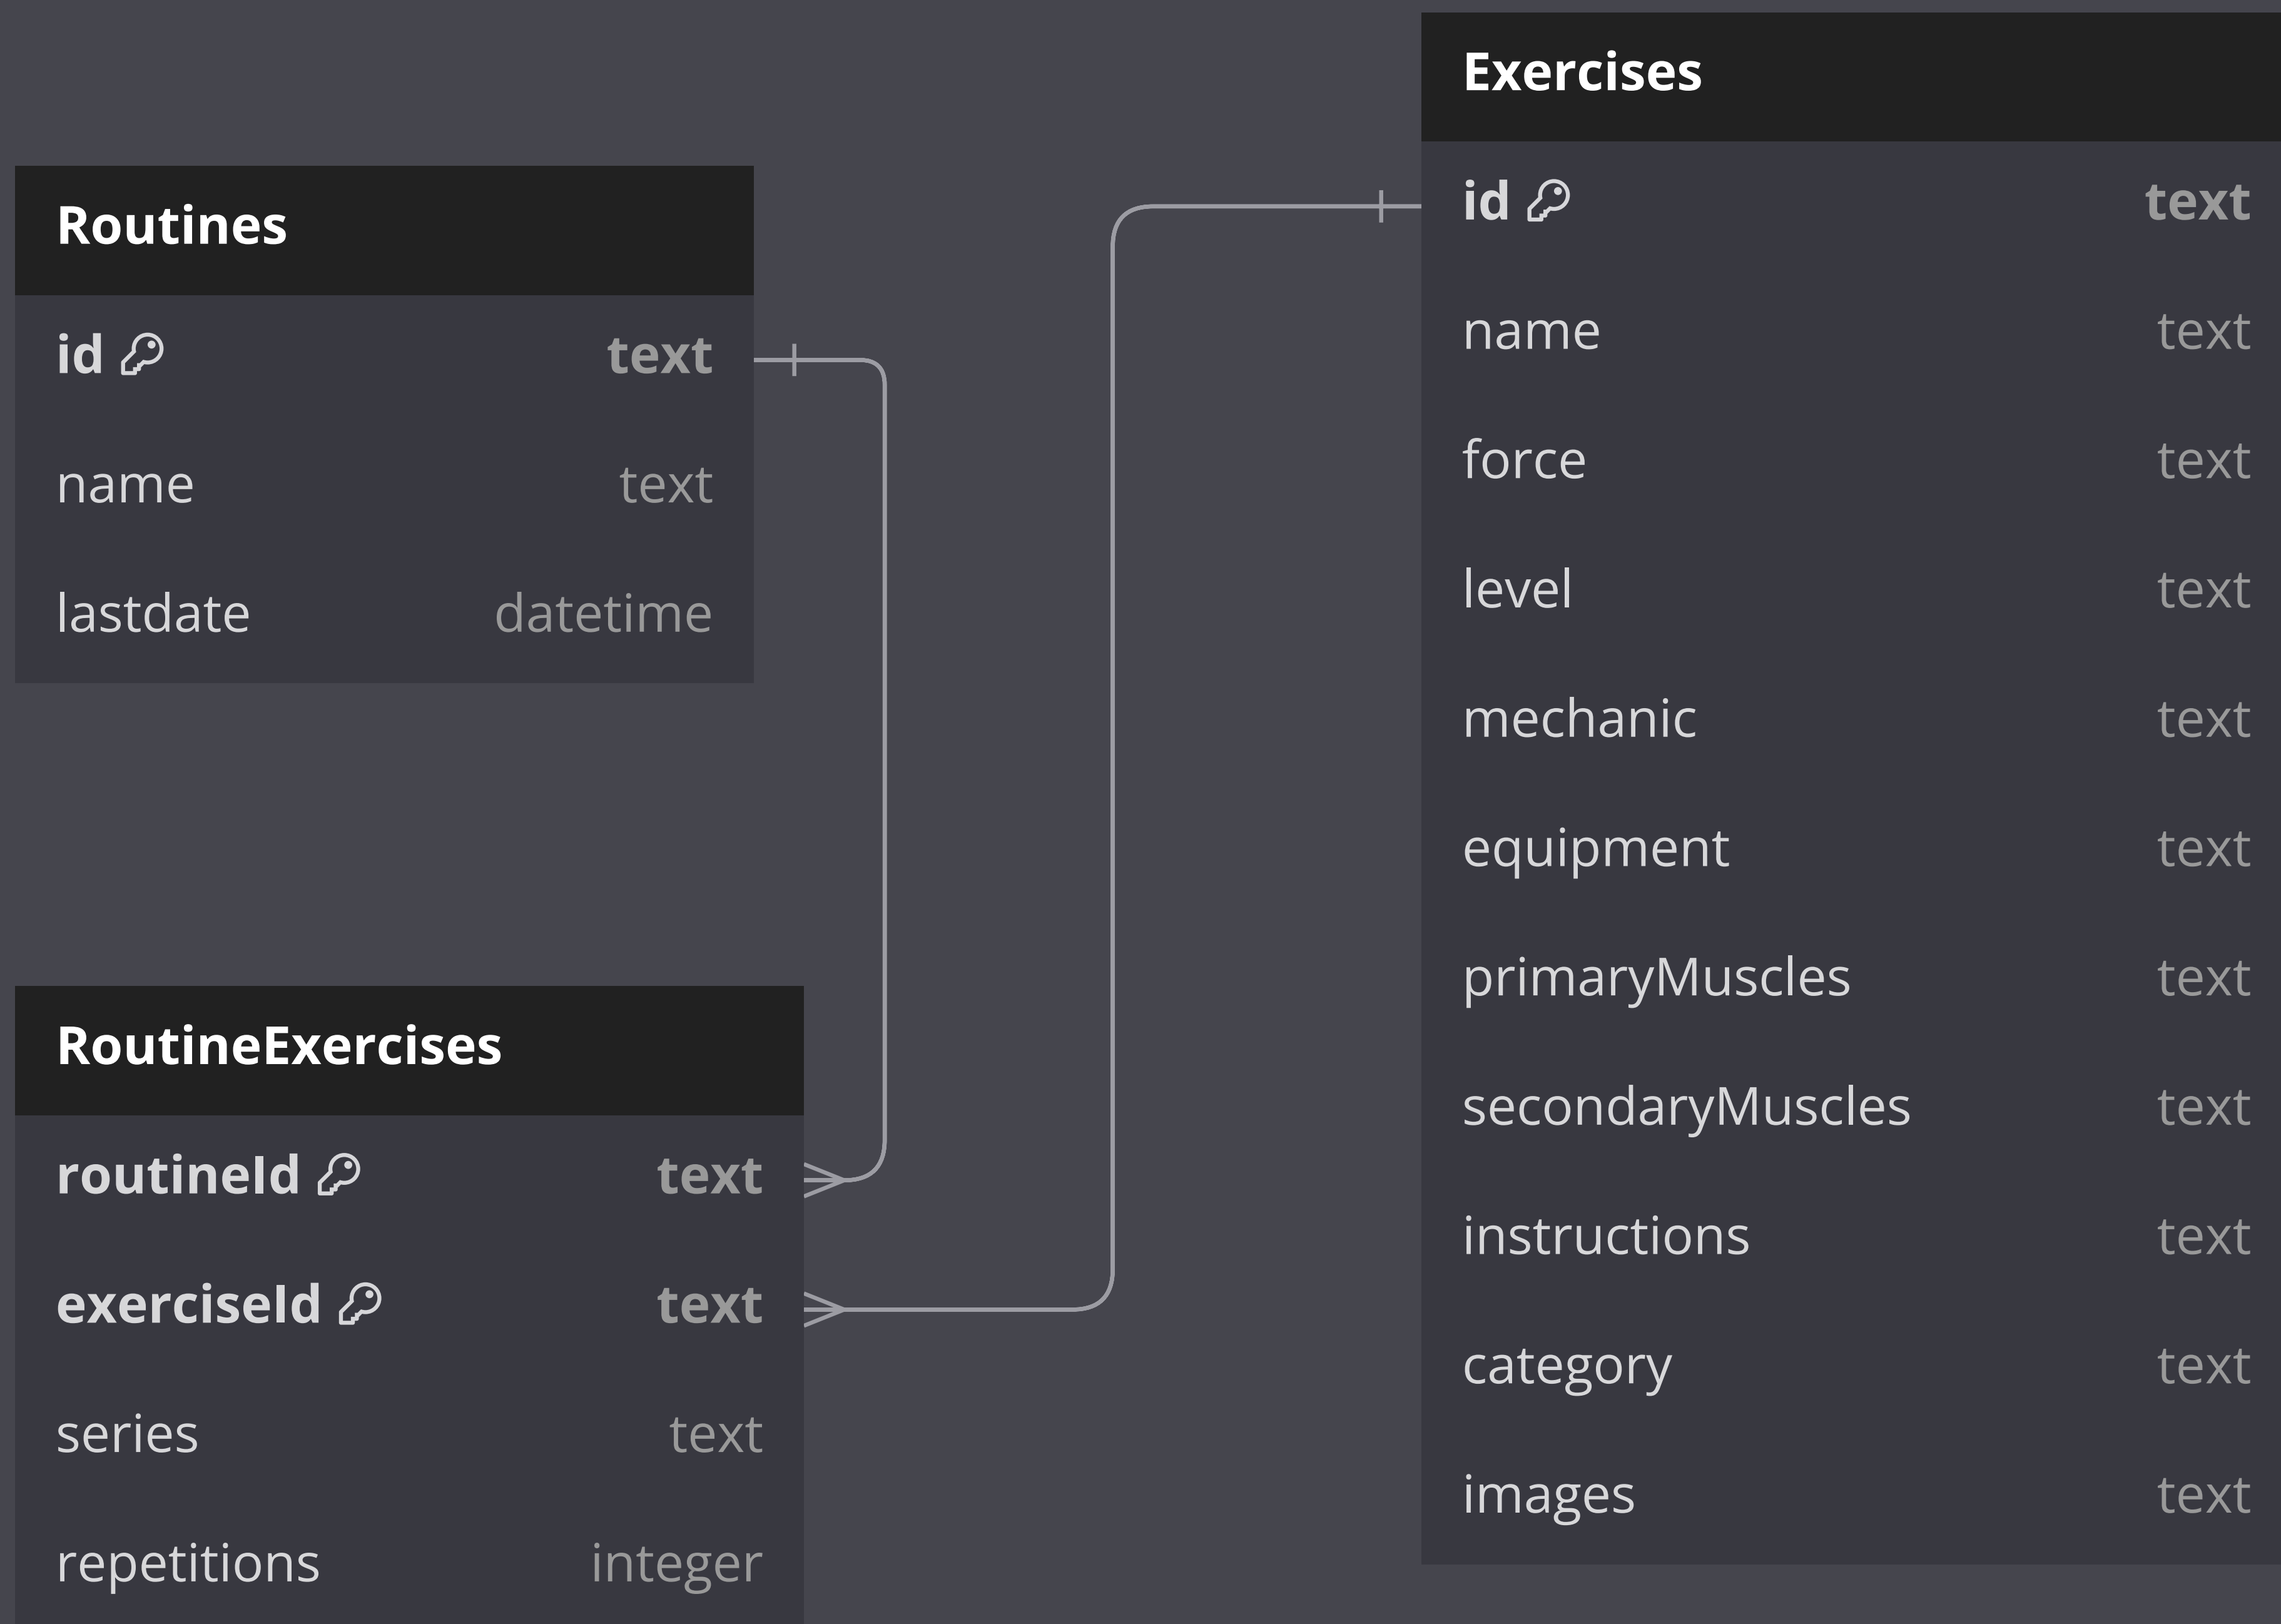 Routines
id text
name text
lastdate datetime
RoutineExercises
routineId text
exerciseId text
series text
repetitions integer
Exercises
id text
name text
force text
level text
mechanic text
equipment text
primaryMuscles text
secondaryMuscles text
instructions text
category text
images text